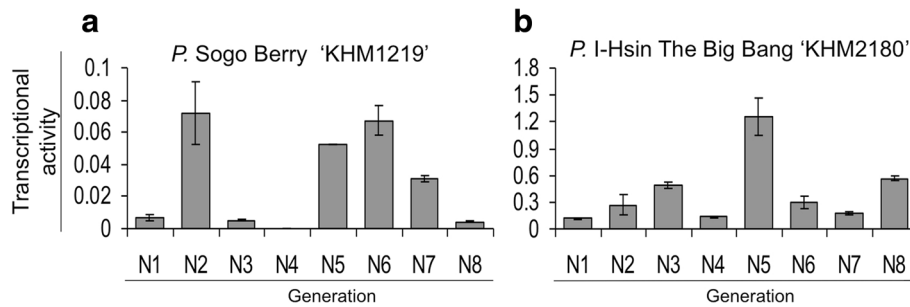 a
P. Sogo Berry 'KHM1219'
Transcriptional
activity
0.1
0.08
0.06
0.04
0.02
0
N1 N2 N3 N4 N5 N6 N7 N8
Generation
b
P. I-Hsin The Big Bang 'KHM2180'
1.8
1.5
1.2
0.9
0.6
0.3
0
N1 N2 N3 N4 N5 N6 N7 N8
Generation